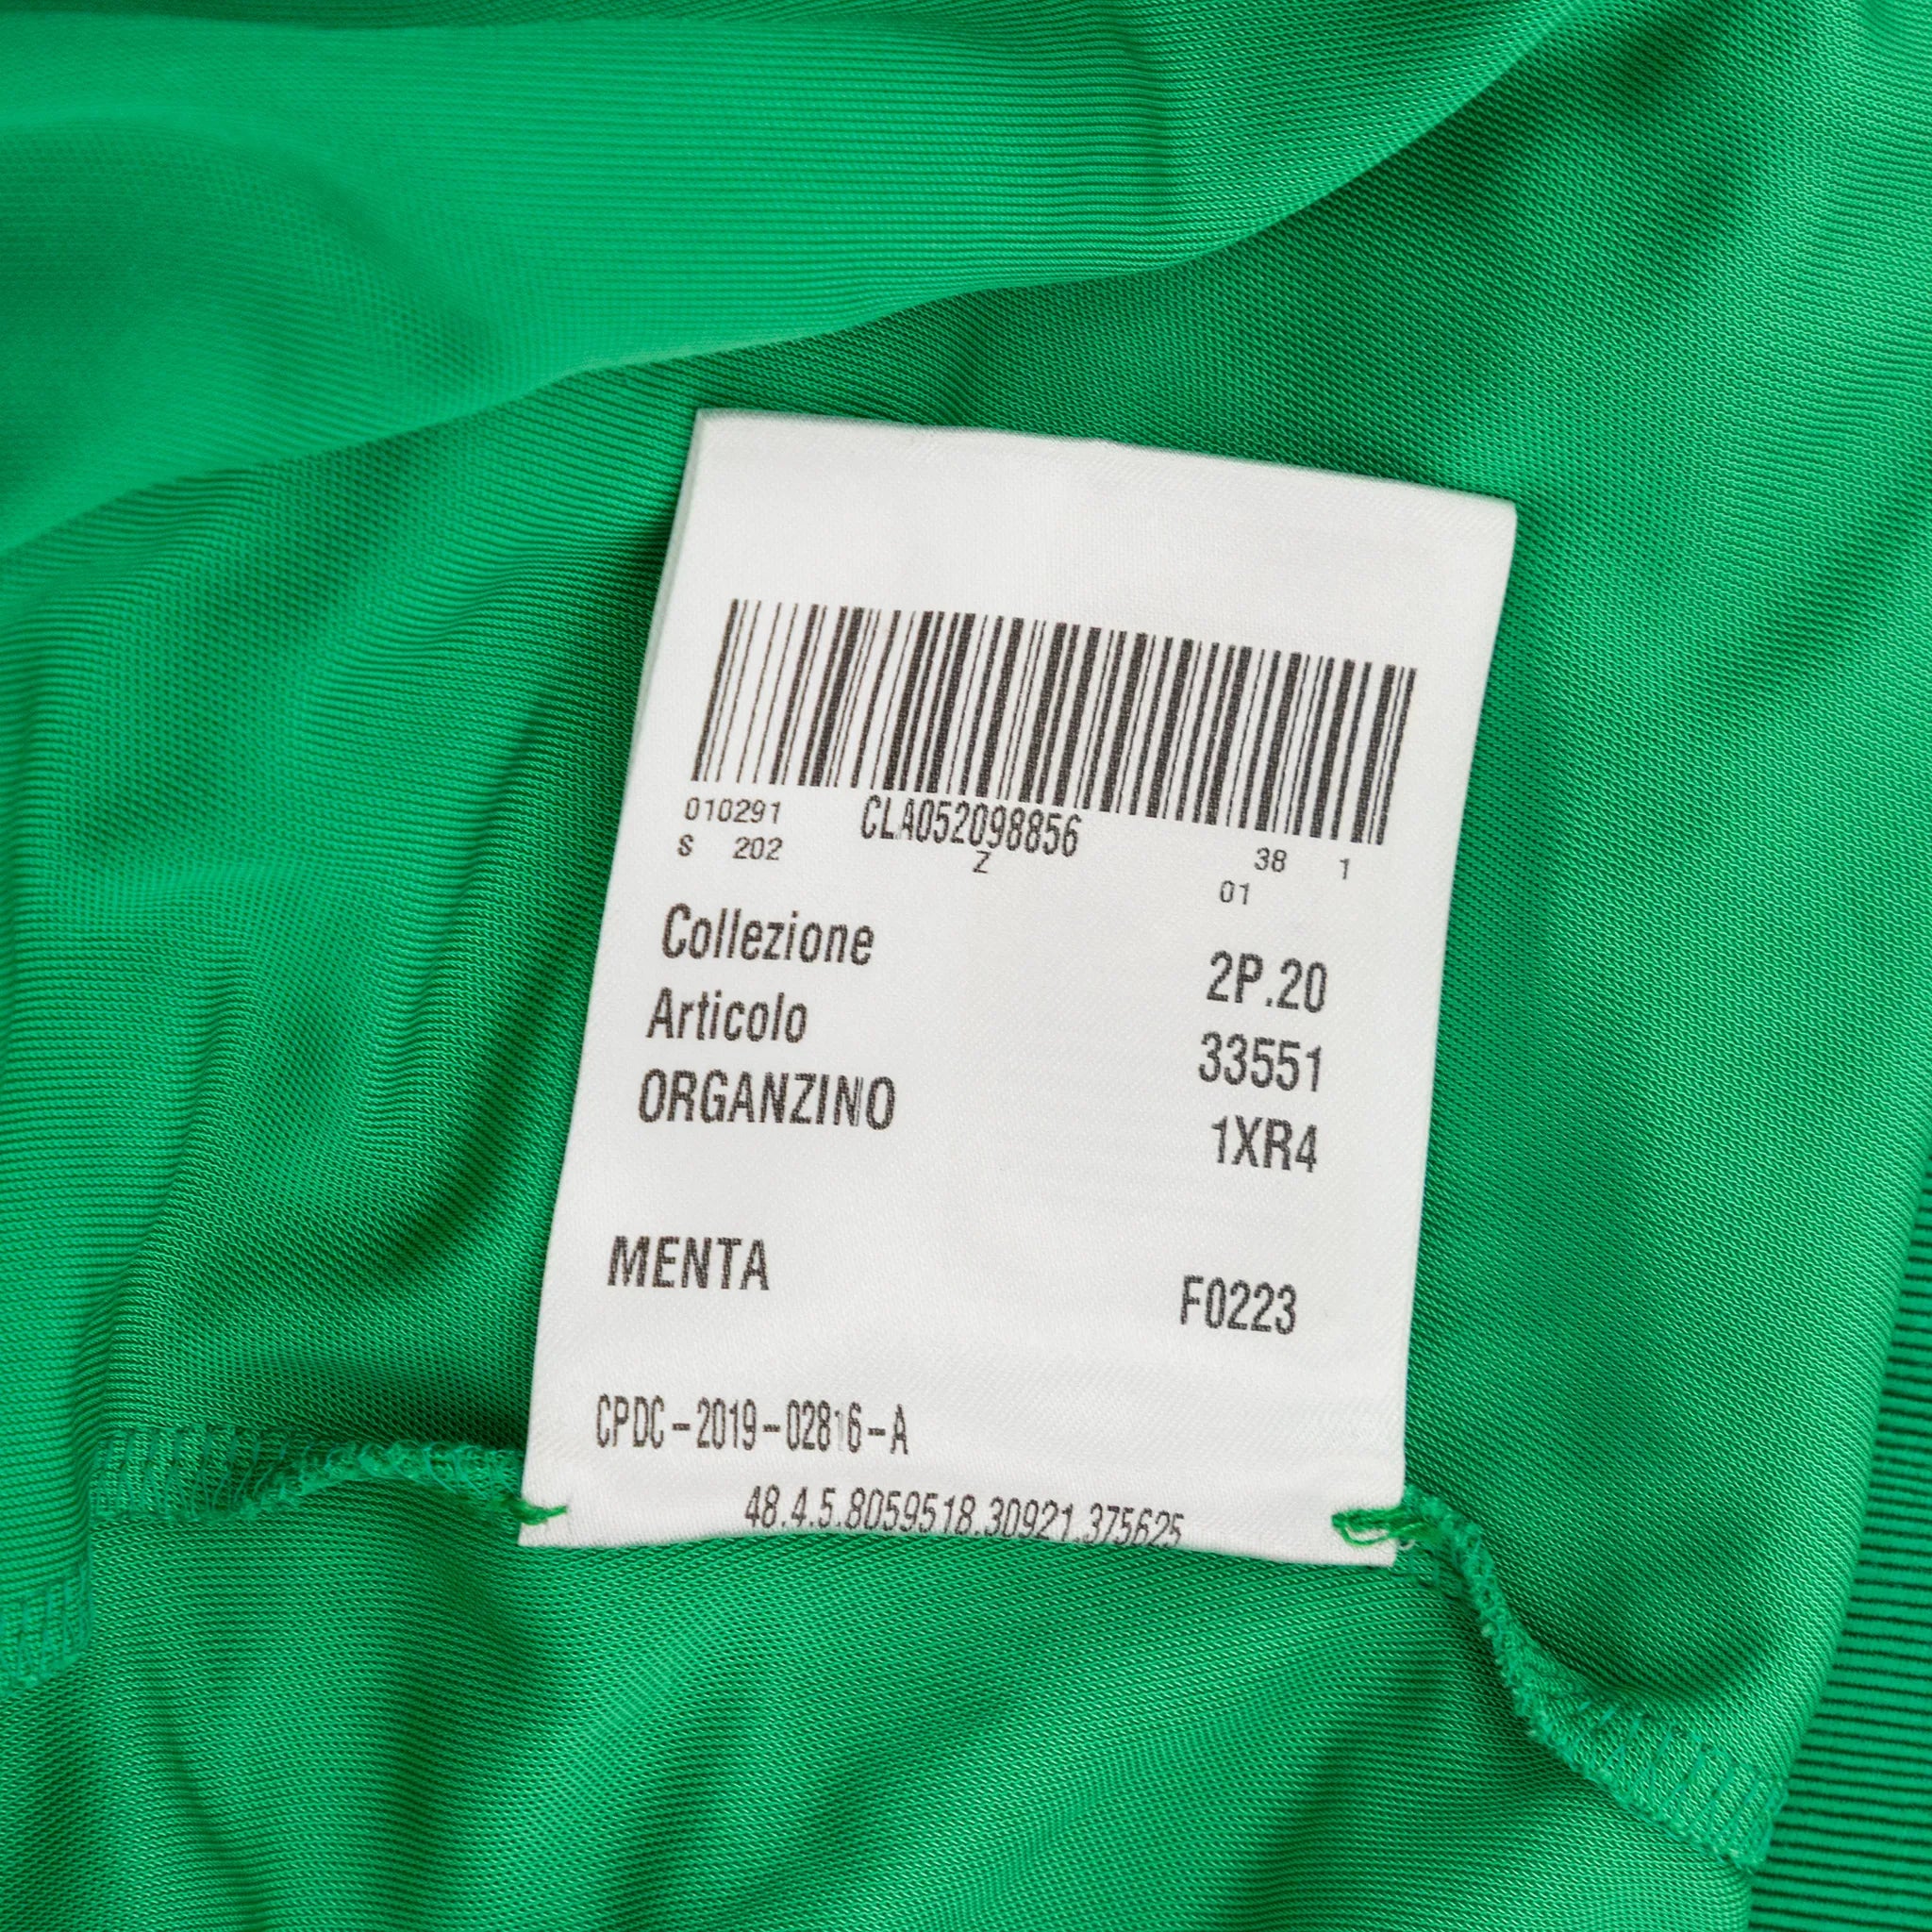 010291 CLA052098856
S 202 Z 38 1
01
Collezione 2P.20
Articolo 33551
ORGANZINO 1XR4
MENTA F0223
CPDC-2019-02816-A
48.4.5.8059518.30921.375625